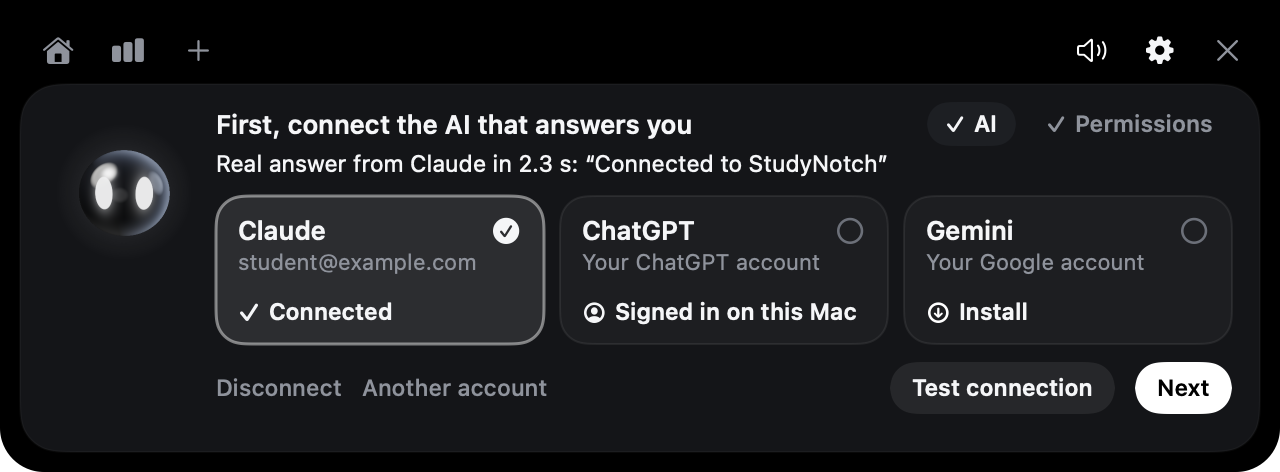 First, connect the AI that answers you
AI
Permissions
Real answer from Claude in 2.3 s: “Connected to StudyNotch”
Claude
student@example.com
Connected
ChatGPT
Your ChatGPT account
Signed in on this Mac
Gemini
Your Google account
Install
Disconnect
Another account
Test connection
Next